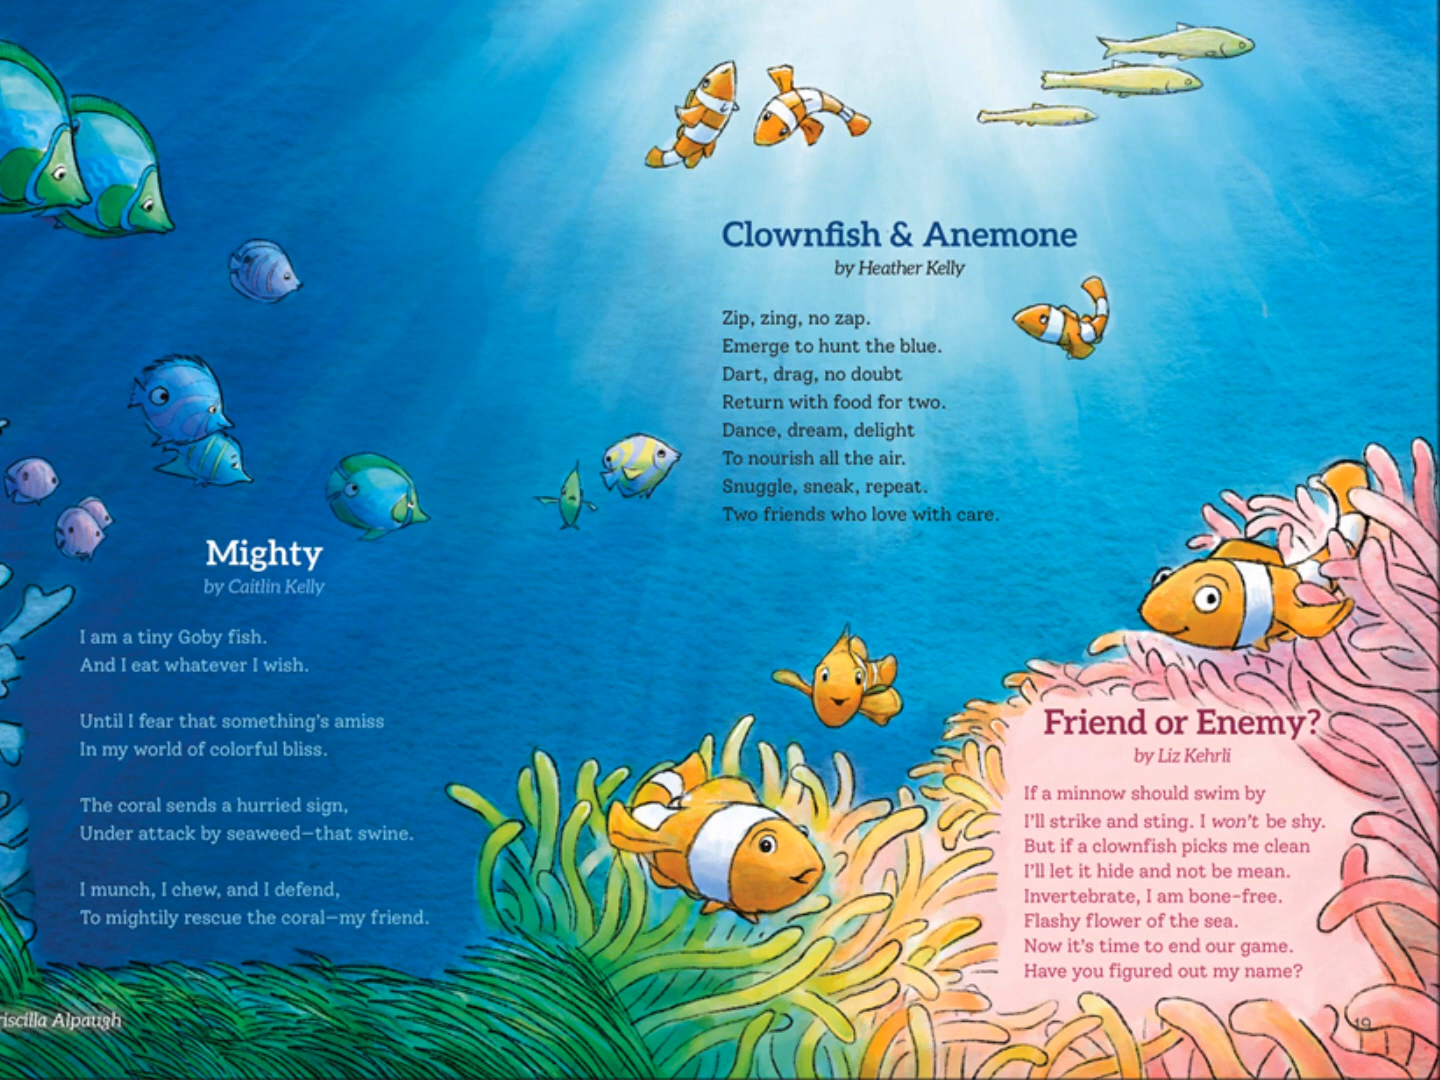 Clownfish & Anemone
by Heather Kelly
Zip, zing, no zap.
Emerge to hunt the blue.
Dart, drag, no doubt
Return with food for two.
Dance, dream, delight
To nourish all the air.
Snuggle, sneak, repeat.
Two friends who love with care.
Mighty
by Caitlin Kelly
I am a tiny Goby fish.
And I eat whatever I wish.
Until I fear that something's amiss
In my world of colorful bliss.
The coral sends a hurried sign,
Under attack by seaweed—that swine.
I munch, I chew, and I defend,
To mightily rescue the coral—my friend.
Friend or Enemy?
by Liz Kehrli
If a minnow should swim by
I'll strike and sting. I won't be shy.
But if a clownfish picks me clean
I'll let it hide and not be mean.
Invertebrate, I am bone-free.
Flashy flower of the sea.
Now it's time to end our game.
Have you figured out my name?
riscilla Alpaugh
19